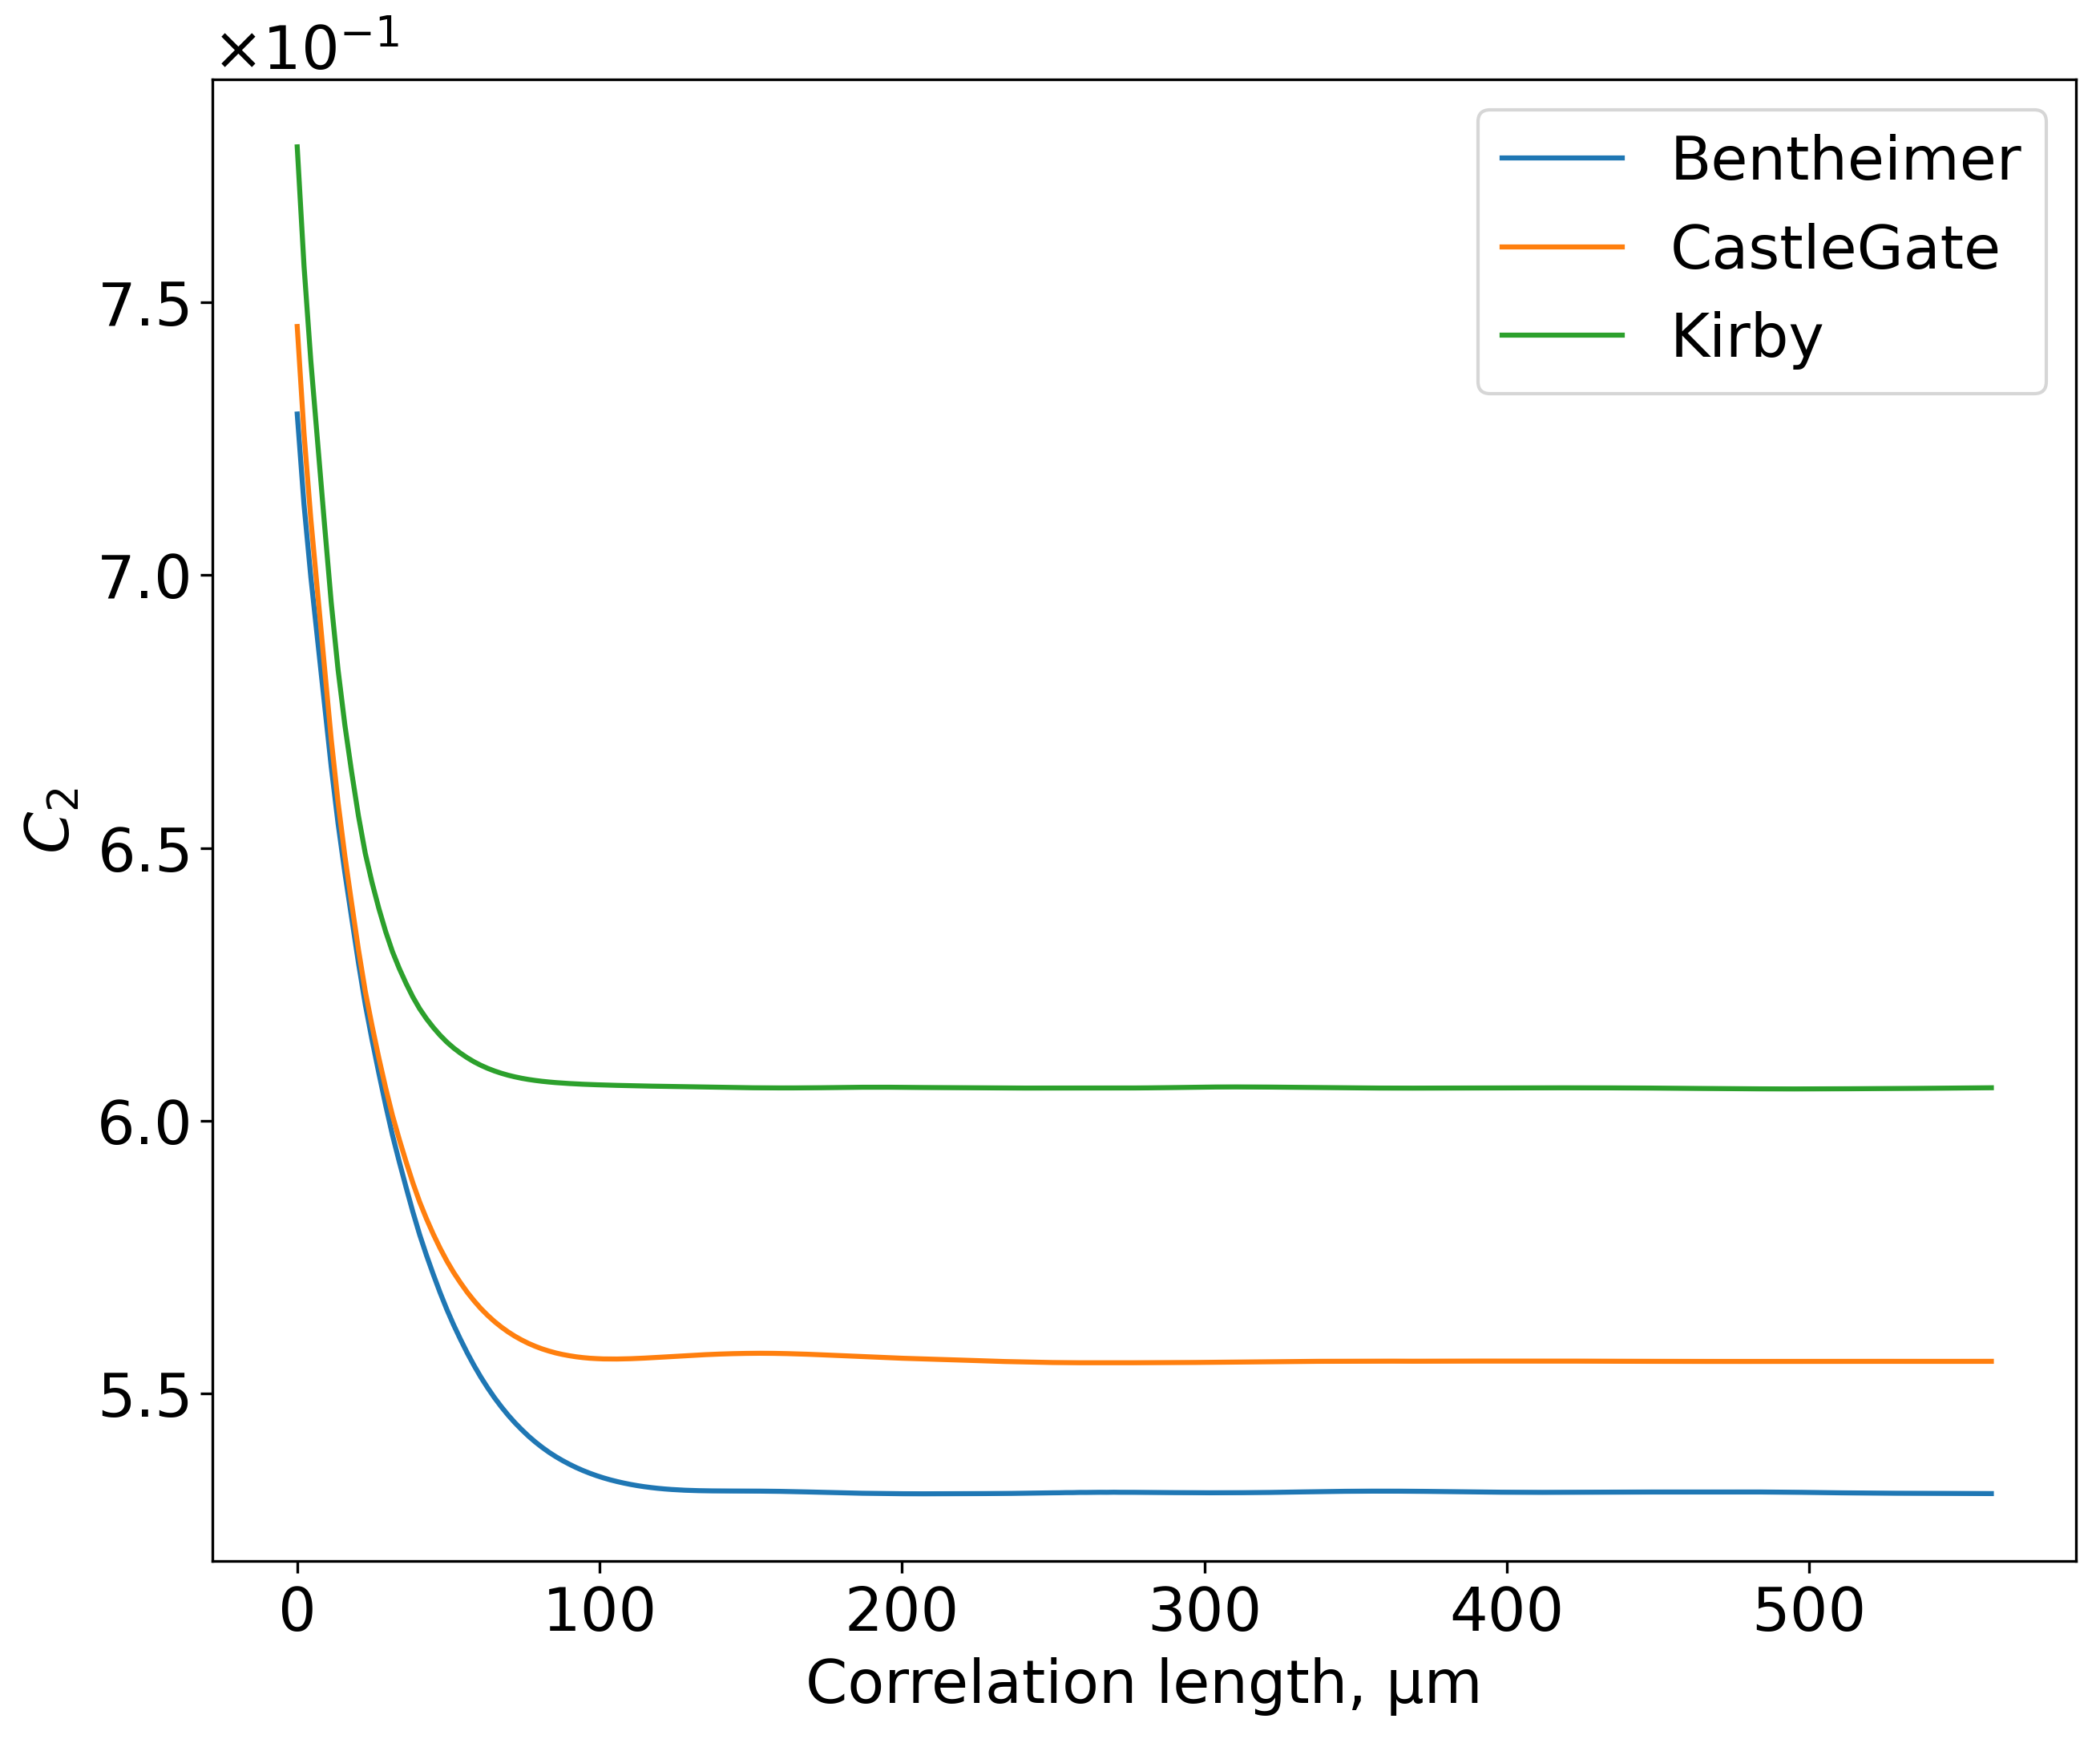 ×10⁻¹
Bentheimer
CastleGate
Kirby
7.5
7.0
6.5
6.0
5.5
C₂
0 100 200 300 400 500
Correlation length, µm